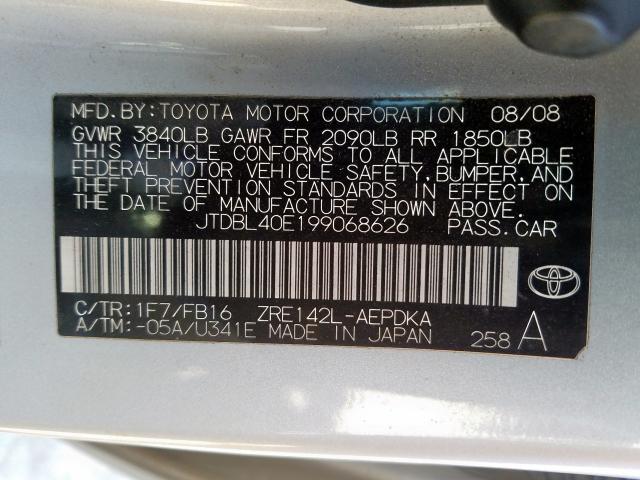 MFD. BY: TOYOTA MOTOR CORPORATION 08/08
GVWR 3840LB GAWR FR 2090LB RR 1850LB
THIS VEHICLE CONFORMS TO ALL APPLICABLE
FEDERAL MOTOR VEHICLE SAFETY, BUMPER, AND
THEFT PREVENTION STANDARDS IN EFFECT ON
THE DATE OF MANUFACTURE SHOWN ABOVE.
JTDBL40E199068626 PASS. CAR
TOYOTA
C/TR: 1F7/FB16 ZRE142L-AEPDKA
A/TM: -05A/U341E MADE IN JAPAN 258 A